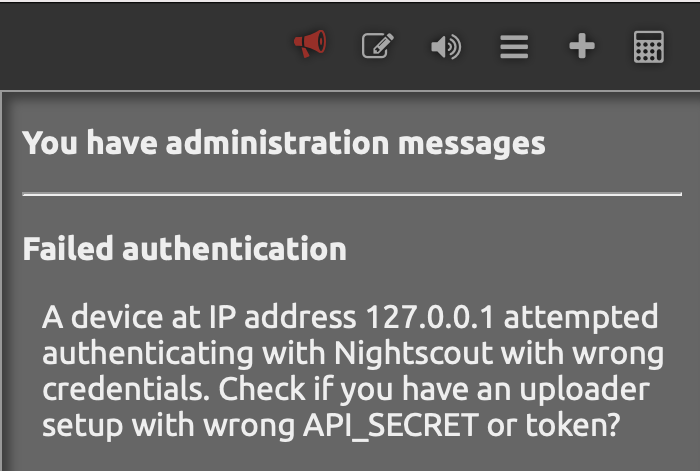 You have administration messages
Failed authentication
A device at IP address 127.0.0.1 attempted
authenticating with Nightscout with wrong
credentials. Check if you have an uploader
setup with wrong API_SECRET or token?